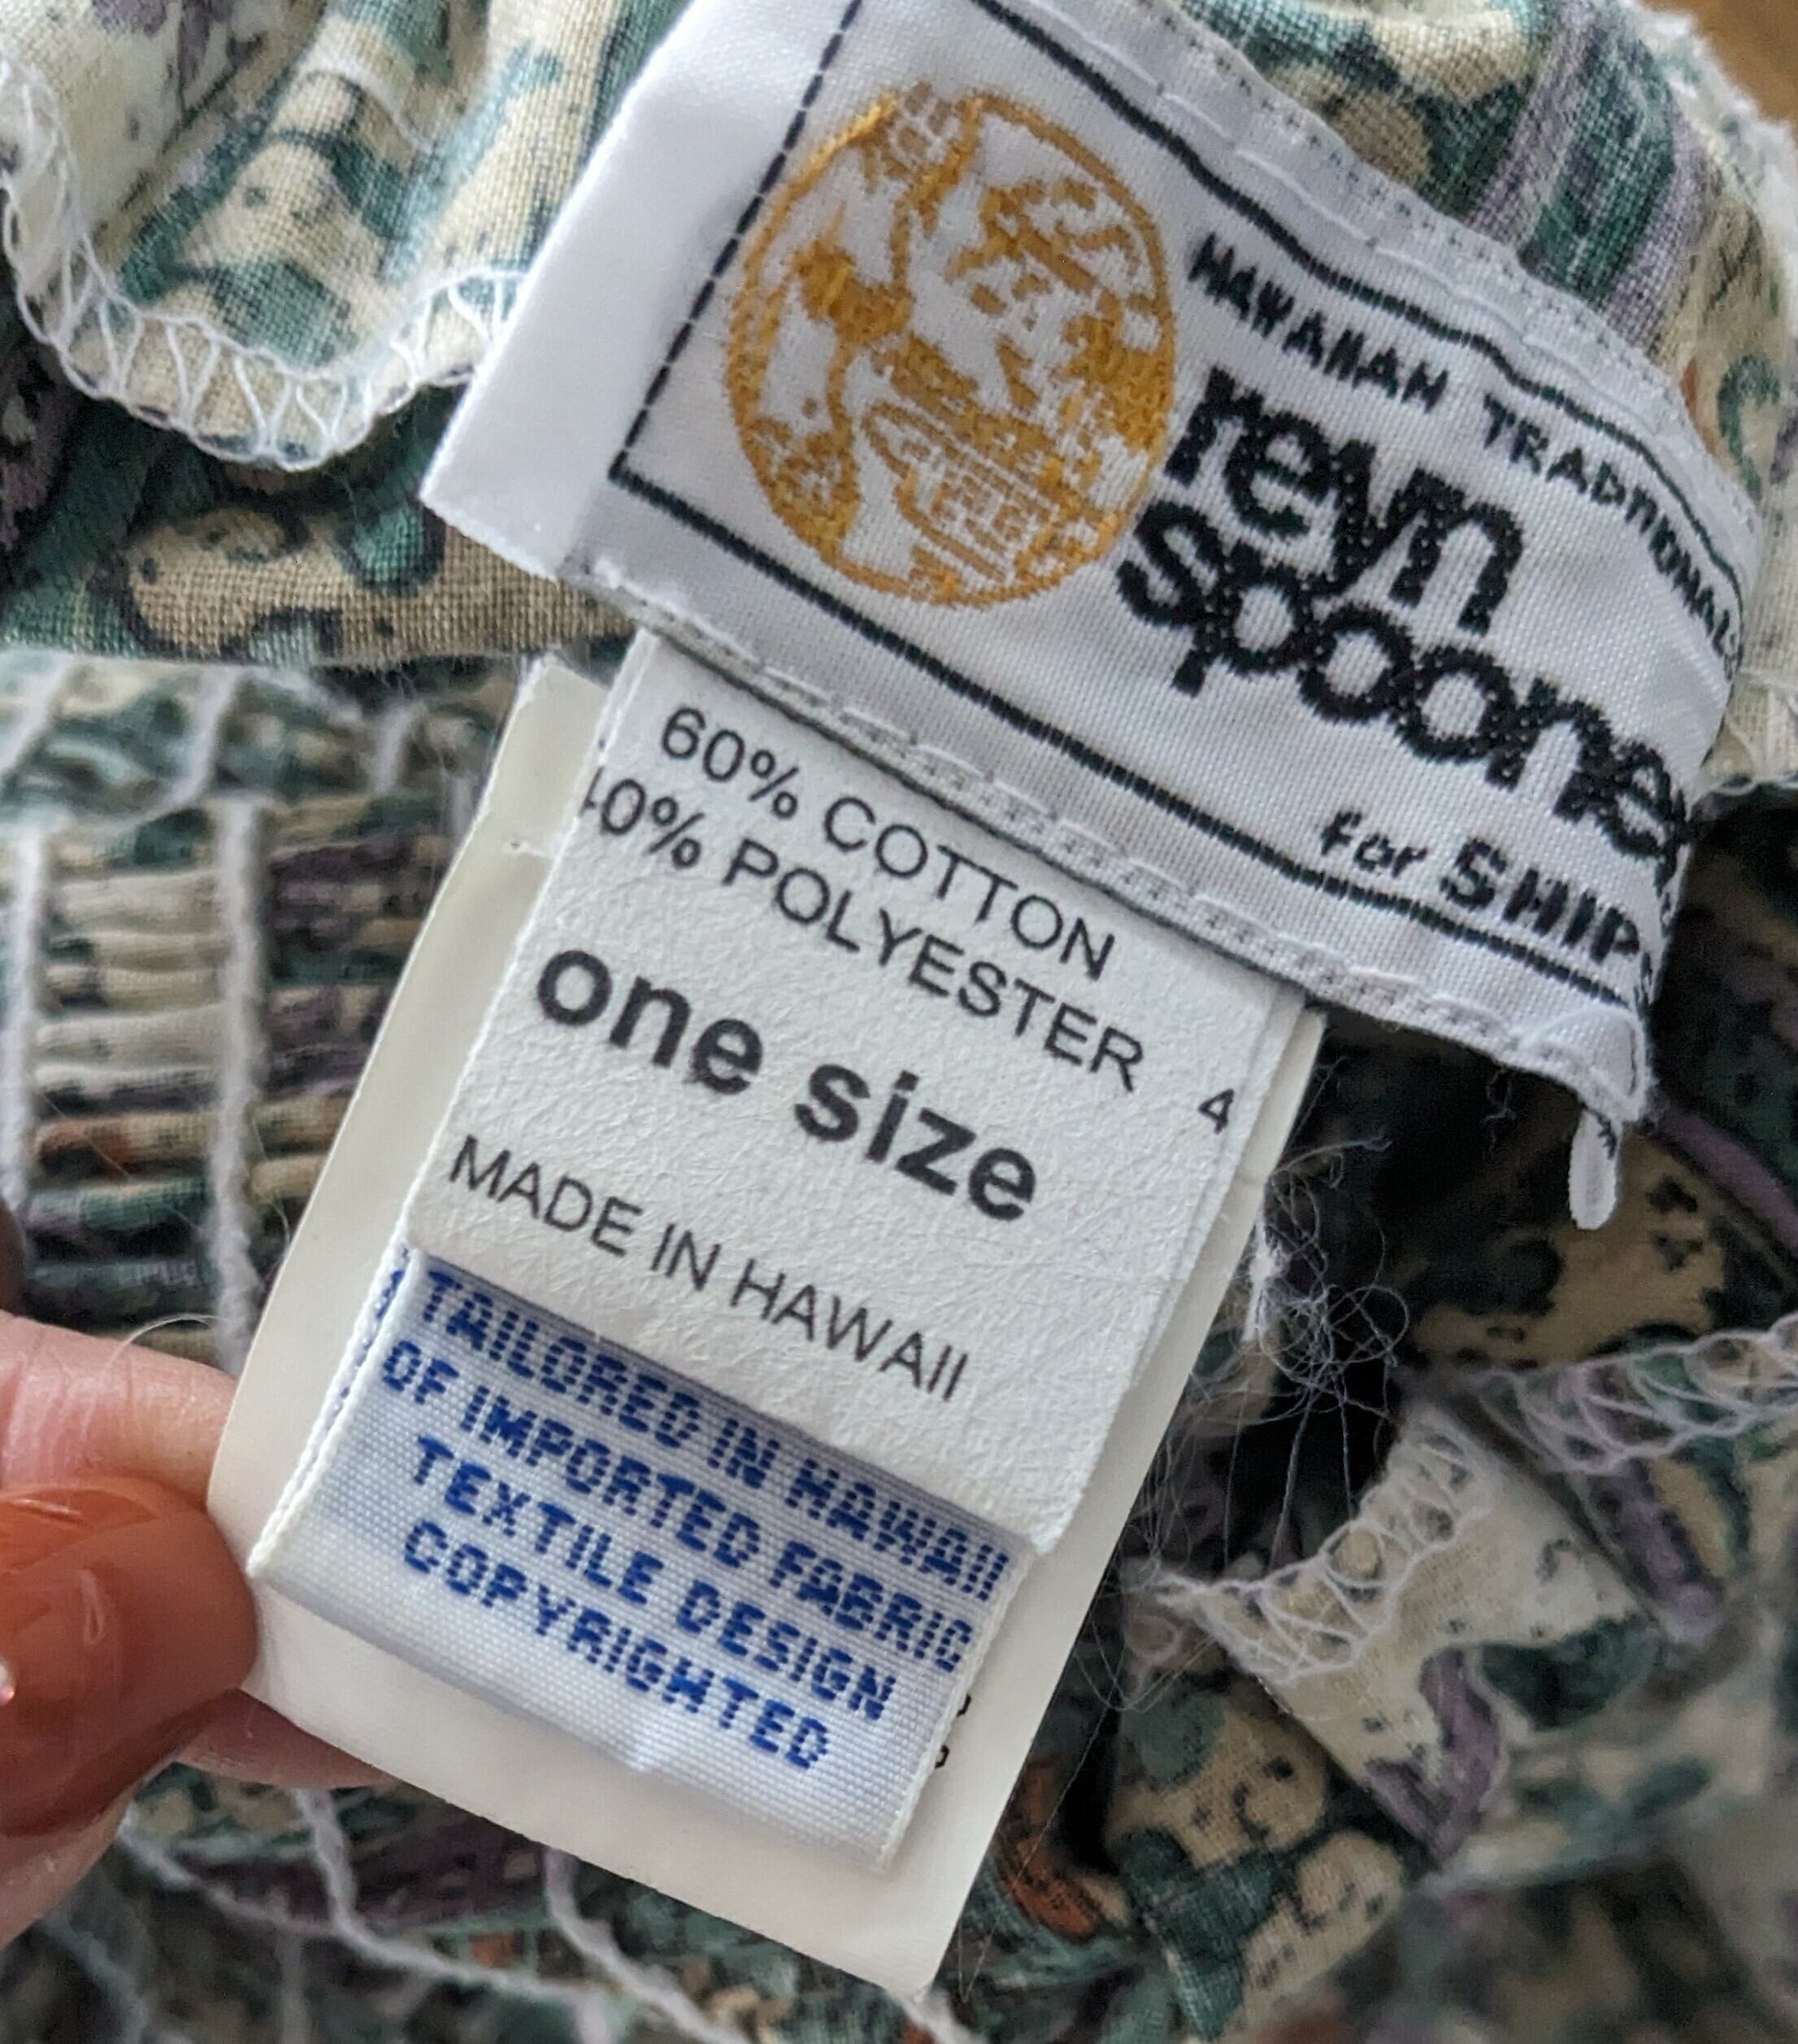 HAWAIIAN TRADITIONALS
reyn
spooner
for SHIPS
60% COTTON
40% POLYESTER 4
one size
MADE IN HAWAII
TAILORED IN HAWAII
OF IMPORTED FABRIC
TEXTILE DESIGN
COPYRIGHTED